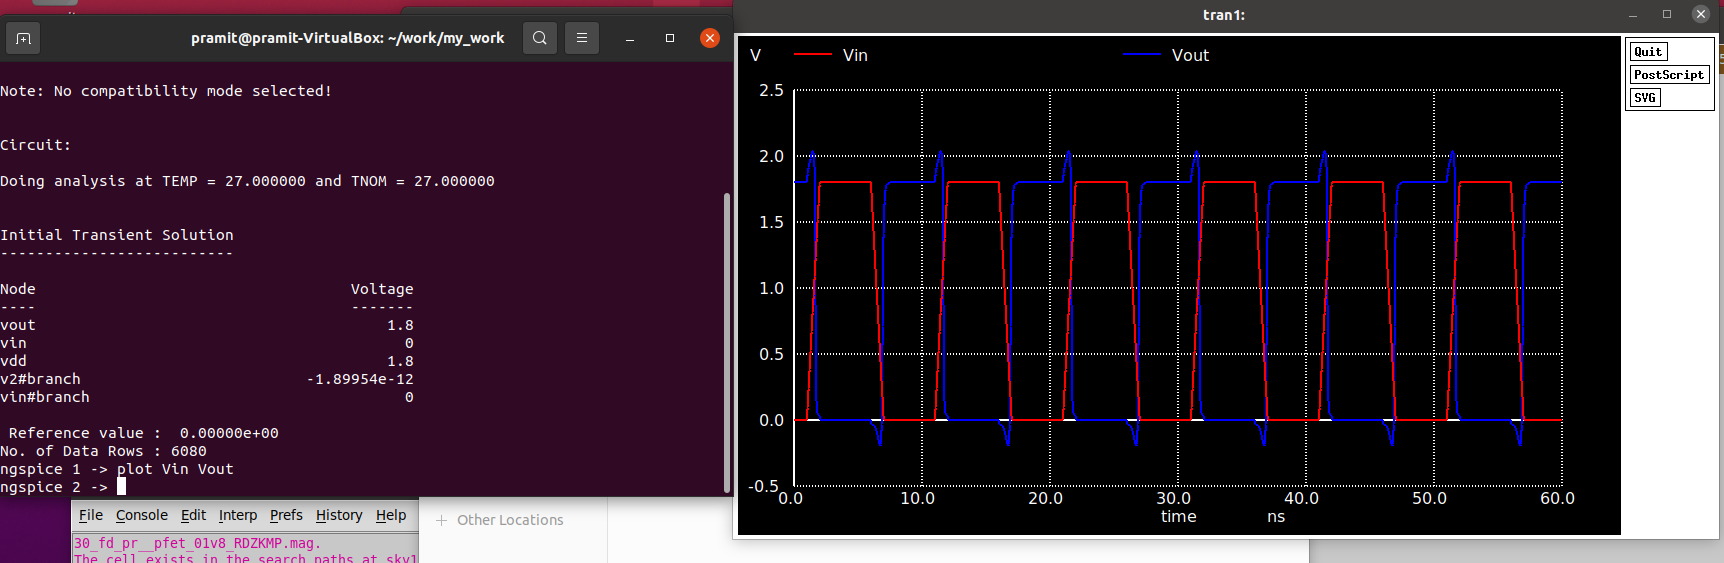 pramit@pramit-VirtualBox: ~/work/my_work
Note: No compatibility mode selected!
Circuit:
Doing analysis at TEMP = 27.000000 and TNOM = 27.000000
Initial Transient Solution
--------------------------
Node Voltage
---- -------
vout 1.8
vin 0
vdd 1.8
v2#branch -1.89954e-12
vin#branch 0
Reference value : 0.00000e+00
No. of Data Rows : 6080
ngspice 1 -> plot Vin Vout
ngspice 2 ->
File Console Edit Interp Prefs History Help
30_fd_pr__pfet_01v8_RDZKMP.mag.
The cell exists in the search paths at sky1
Other Locations
tran1:
V Vin Vout
2.5
2.0
1.5
1.0
0.5
0.0
-0.5
0.0 10.0 20.0 30.0 40.0 50.0 60.0
time ns
Quit
PostScript
SVG